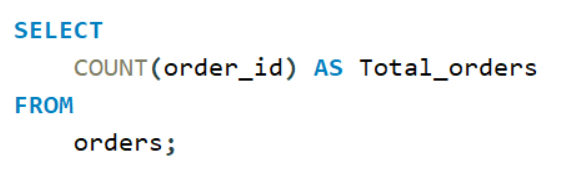 SELECT
    COUNT(order_id) AS Total_orders
FROM
    orders;